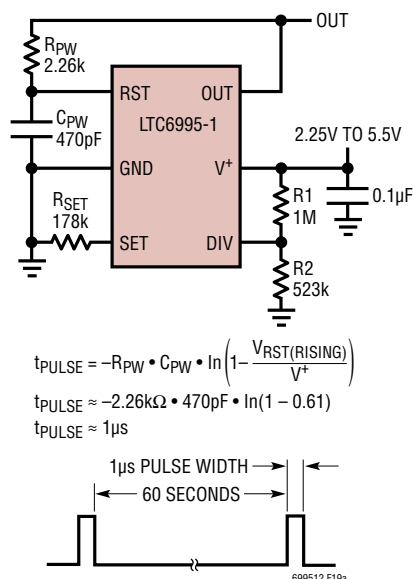 OUT
RPW
2.26k
RST
OUT
CPW
470pF
LTC6995-1
2.25V TO 5.5V
GND
V+
RSET
178k
R1
1M
0.1µF
SET
DIV
R2
523k
tPULSE = –RPW • CPW • In(1– VRST(RISING)/V+)
tPULSE ≈ –2.26kΩ • 470pF • In(1 – 0.61)
tPULSE ≈ 1µs
1µs PULSE WIDTH
60 SECONDS
699512 F19a